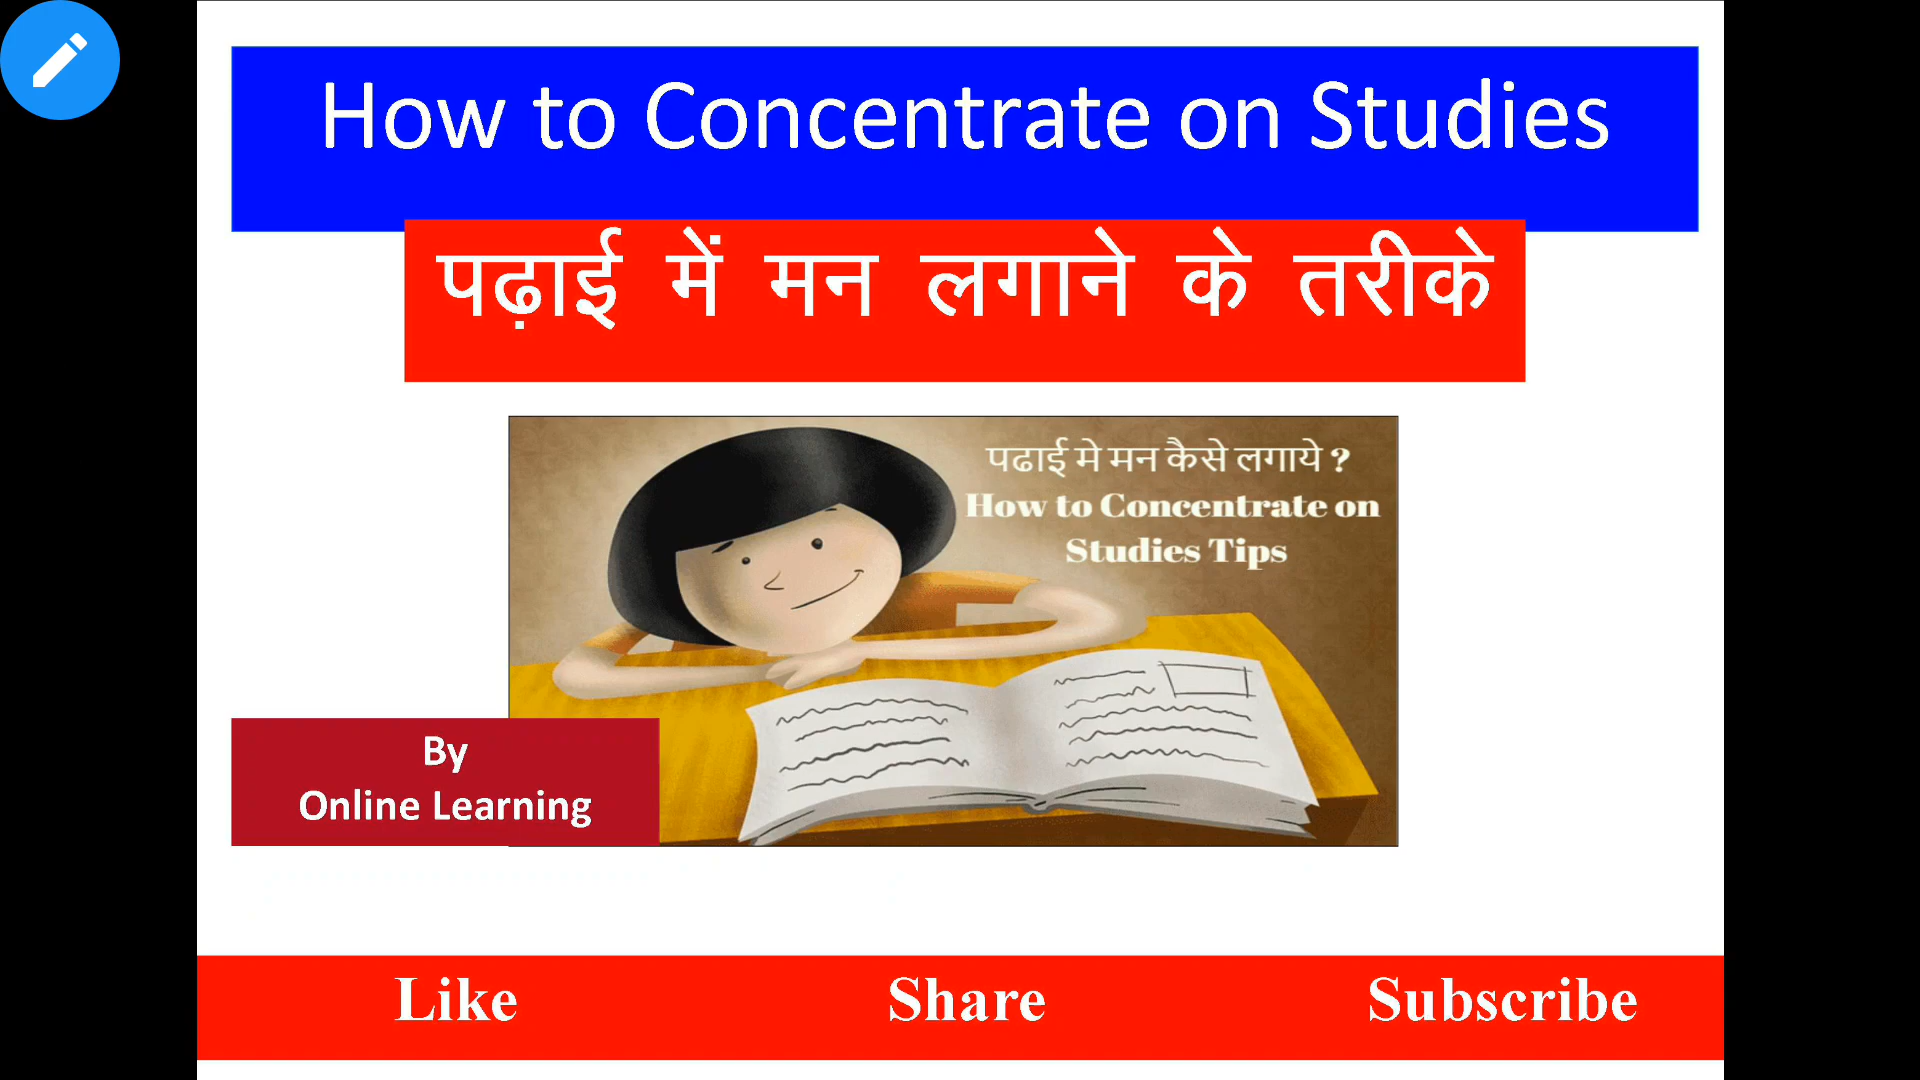 How to Concentrate on Studies
पढ़ाई में मन लगाने के तरीके
पढाई मे मन कैसे लगाये ?
How to Concentrate on
Studies Tips
By
Online Learning
Like Share Subscribe